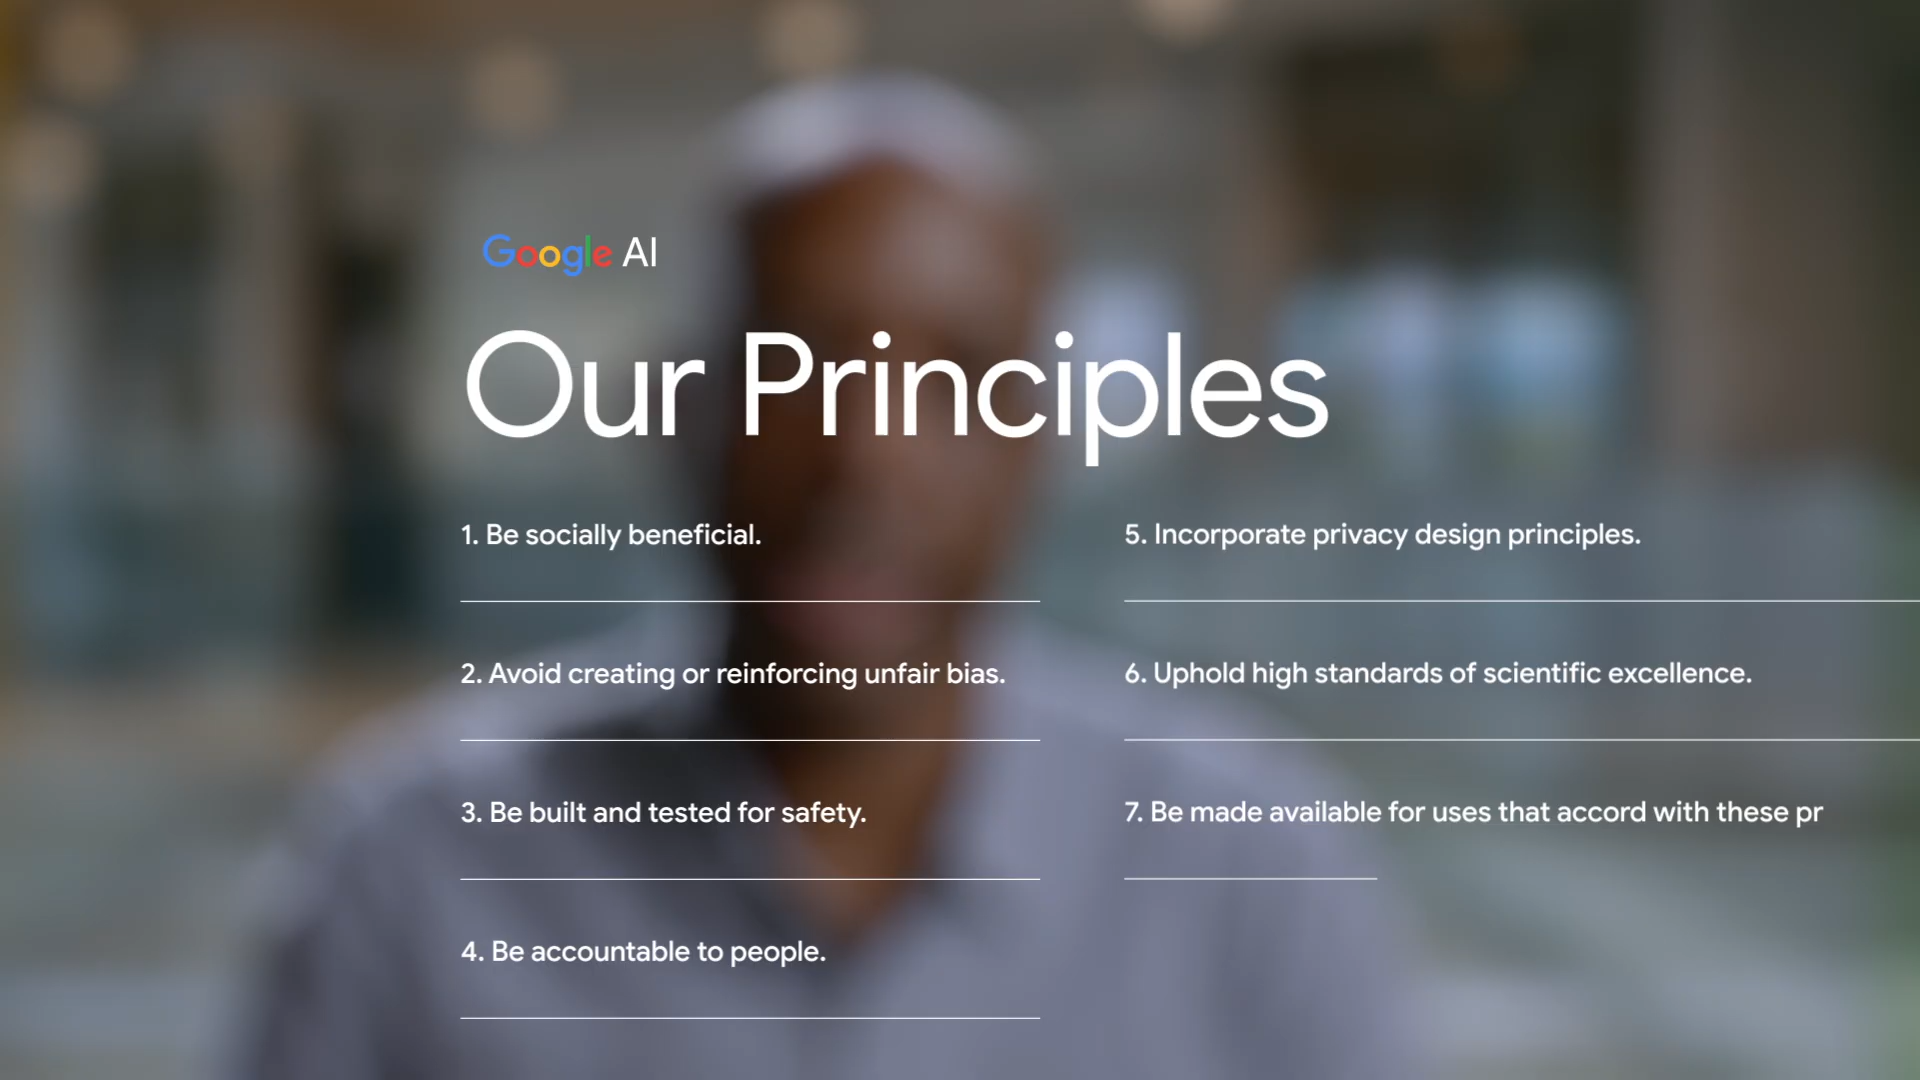 Google AI
Our Principles
1. Be socially beneficial.
2. Avoid creating or reinforcing unfair bias.
3. Be built and tested for safety.
4. Be accountable to people.
5. Incorporate privacy design principles.
6. Uphold high standards of scientific excellence.
7. Be made available for uses that accord with these pr